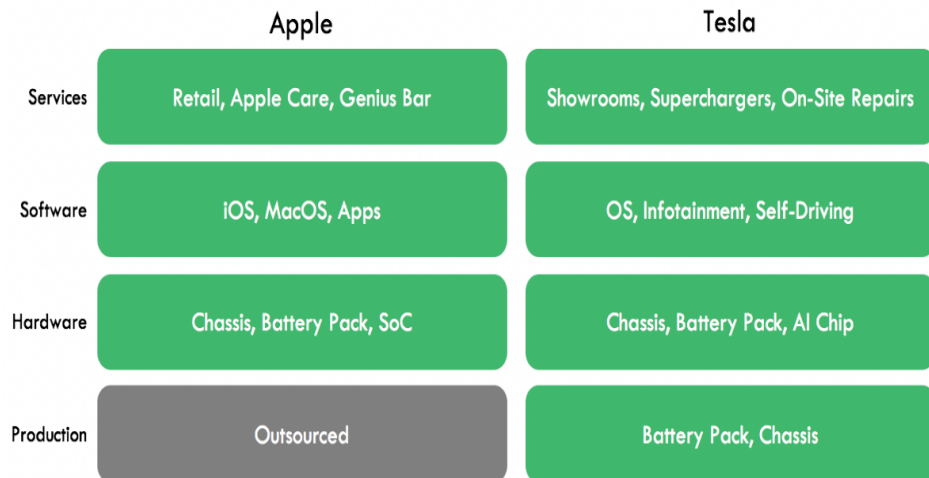 Apple Tesla
Services Retail, Apple Care, Genius Bar Showrooms, Superchargers, On-Site Repairs
Software iOS, MacOS, Apps OS, Infotainment, Self-Driving
Hardware Chassis, Battery Pack, SoC Chassis, Battery Pack, AI Chip
Production Outsourced Battery Pack, Chassis